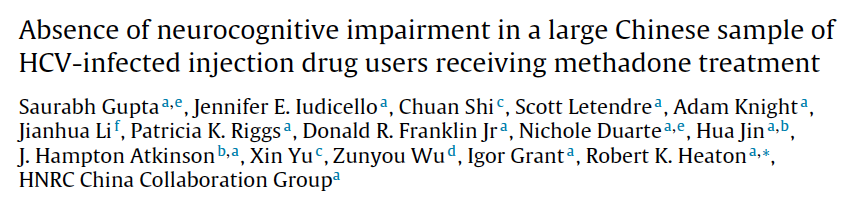 Absence of neurocognitive impairment in a large Chinese sample of
HCV-infected injection drug users receiving methadone treatment
Saurabh Gupta a,e, Jennifer E. Iudicello a, Chuan Shi c, Scott Letendre a, Adam Knight a,
Jianhua Li f, Patricia K. Riggs a, Donald R. Franklin Jr a, Nichole Duarte a,e, Hua Jin a,b,
J. Hampton Atkinson b,a, Xin Yu c, Zunyou Wu d, Igor Grant a, Robert K. Heaton a,∗,
HNRC China Collaboration Group a